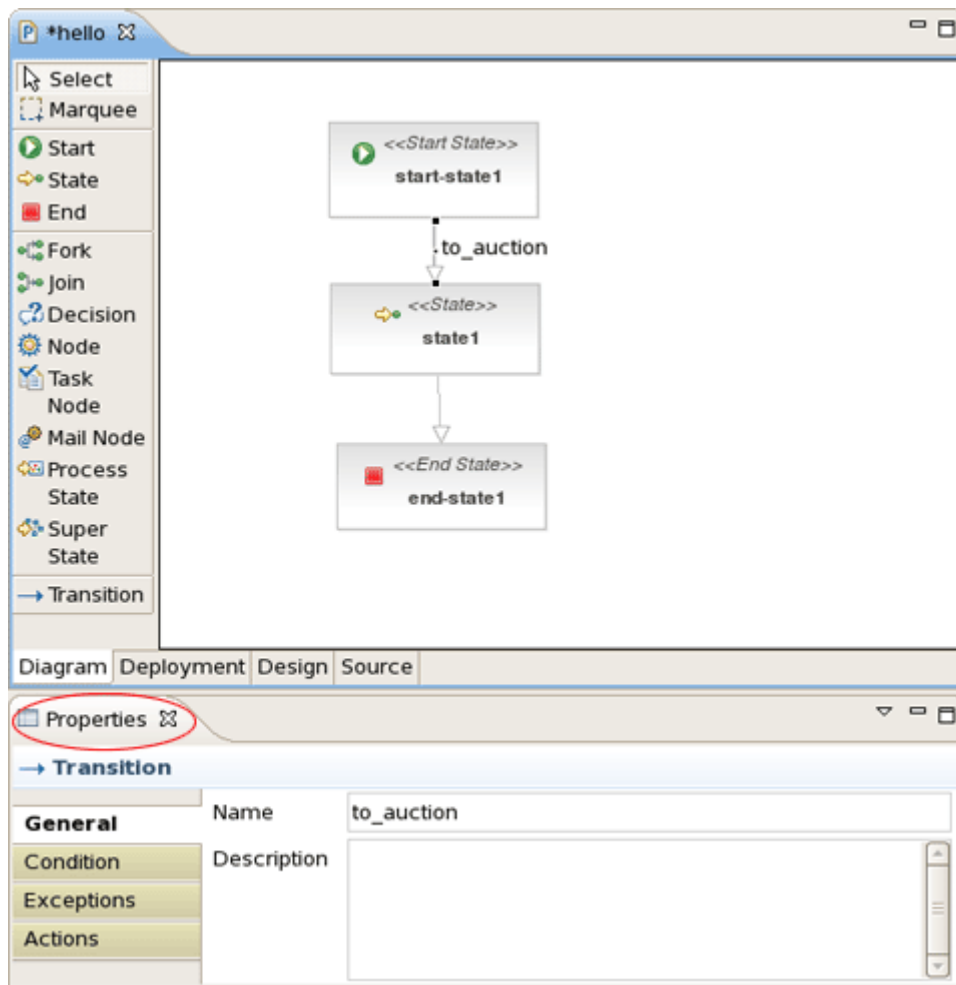 *hello
Select
Marquee
Start
State
End
Fork
Join
Decision
Node
Task
Node
Mail Node
Process
State
Super
State
Transition
<<Start State>>
start-state1
to_auction
<<State>>
state1
<<End State>>
end-state1
Diagram Deployment Design Source
Properties
Transition
General
Condition
Exceptions
Actions
Name to_auction
Description